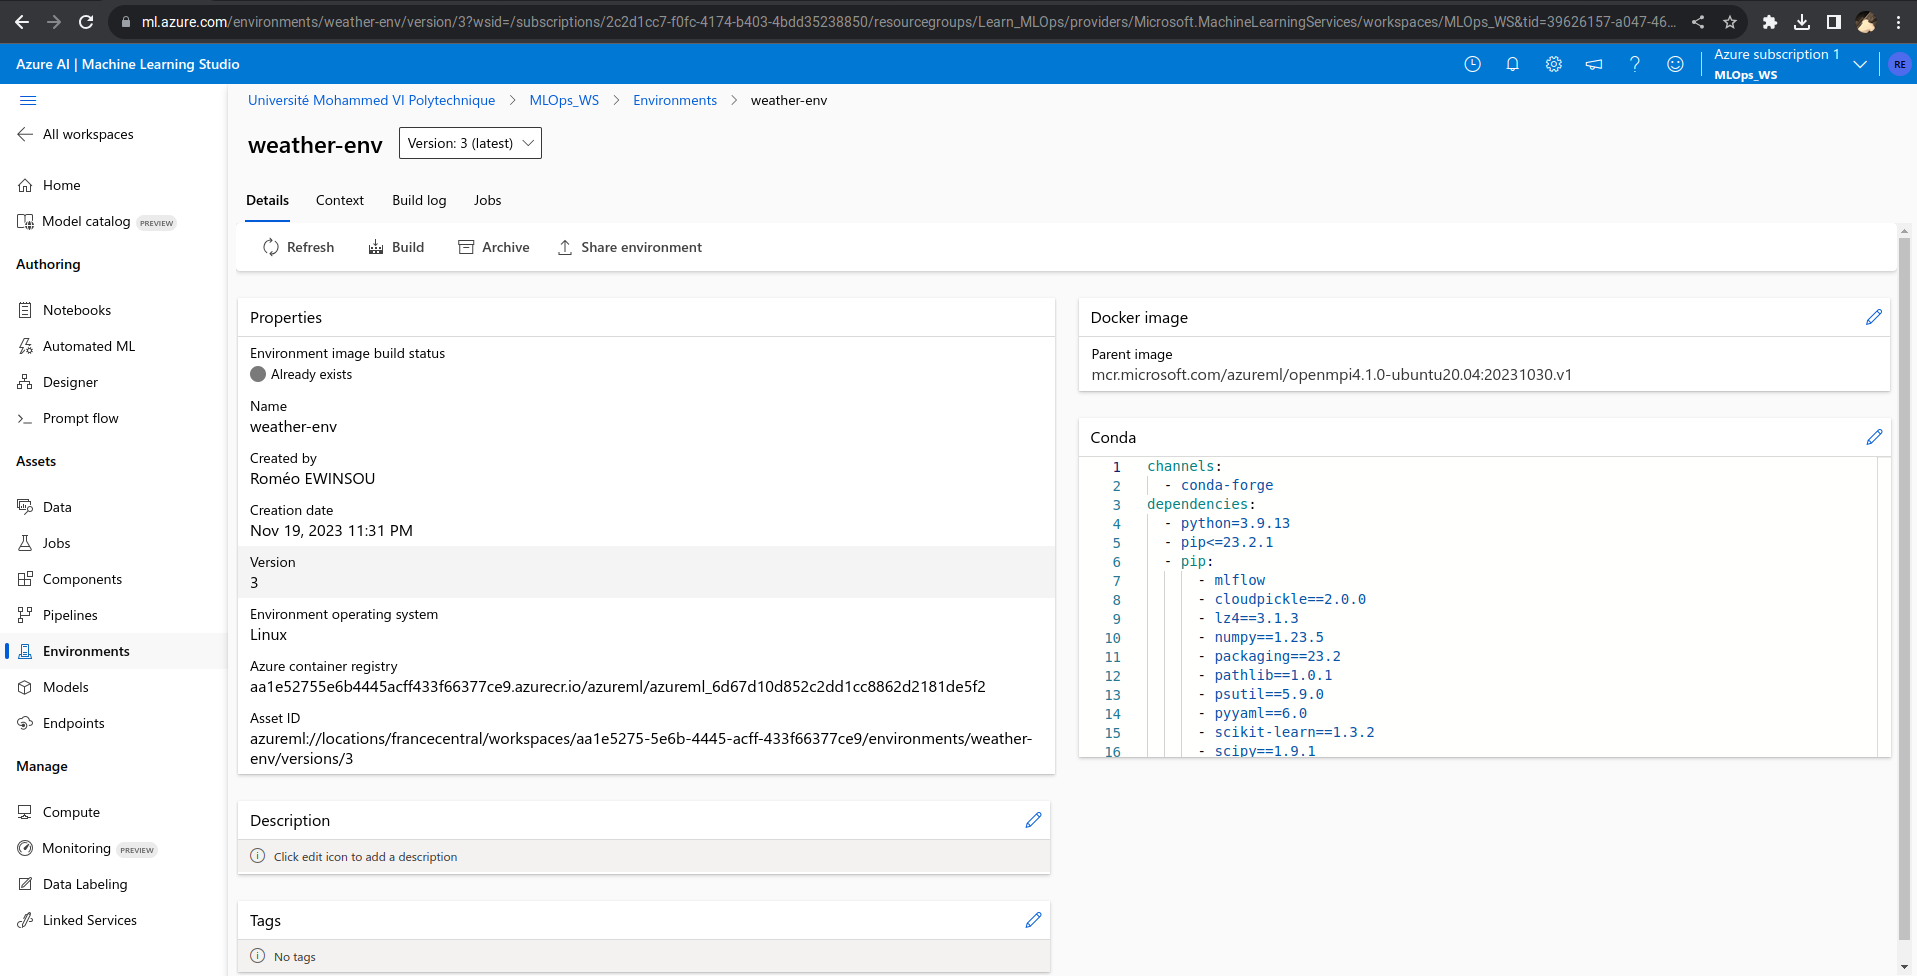 ml.azure.com/environments/weather-env/version/3?wsid=/subscriptions/2c2d1cc7-f0fc-4174-b403-4bdd35238850/resourcegroups/Learn_MLOps/providers/Microsoft.MachineLearningServices/workspaces/MLOps_WS&tid=39626157-a047-46...
Azure AI | Machine Learning Studio
Azure subscription 1
MLOps_WS
RE
All workspaces
Home
Model catalog PREVIEW
Authoring
Notebooks
Automated ML
Designer
Prompt flow
Assets
Data
Jobs
Components
Pipelines
Environments
Models
Endpoints
Manage
Compute
Monitoring PREVIEW
Data Labeling
Linked Services
Université Mohammed VI Polytechnique > MLOps_WS > Environments > weather-env
weather-env
Version: 3 (latest)
Details Context Build log Jobs
Refresh Build Archive Share environment
Properties
Environment image build status
Already exists
Name
weather-env
Created by
Roméo EWINSOU
Creation date
Nov 19, 2023 11:31 PM
Version
3
Environment operating system
Linux
Azure container registry
aa1e52755e6b4445acff433f66377ce9.azurecr.io/azureml/azureml_6d67d10d852c2dd1cc8862d2181de5f2
Asset ID
azureml://locations/francecentral/workspaces/aa1e5275-5e6b-4445-acff-433f66377ce9/environments/weather-
env/versions/3
Description
Click edit icon to add a description
Tags
No tags
Docker image
Parent image
mcr.microsoft.com/azureml/openmpi4.1.0-ubuntu20.04:20231030.v1
Conda
1 channels:
2 - conda-forge
3 dependencies:
4 - python=3.9.13
5 - pip<=23.2.1
6 - pip:
7 - mlflow
8 - cloudpickle==2.0.0
9 - lz4==3.1.3
10 - numpy==1.23.5
11 - packaging==23.2
12 - pathlib==1.0.1
13 - psutil==5.9.0
14 - pyyaml==6.0
15 - scikit-learn==1.3.2
16 - scipy==1.9.1